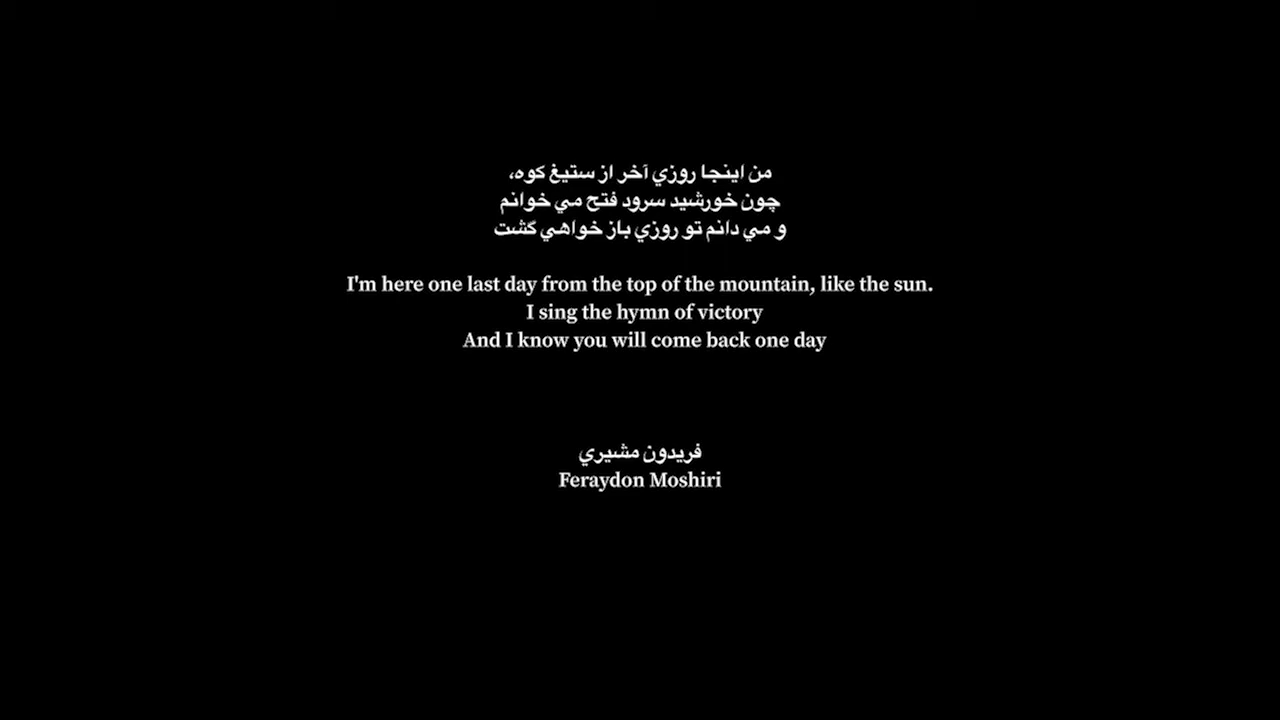 من اينجا روزي آخر از ستيغ كوه،
چون خورشيد سرود فتح مي خوانم
و مي دانم تو روزي باز خواهي گشت
I'm here one last day from the top of the mountain, like the sun.
I sing the hymn of victory
And I know you will come back one day
فريدون مشيري
Feraydon Moshiri